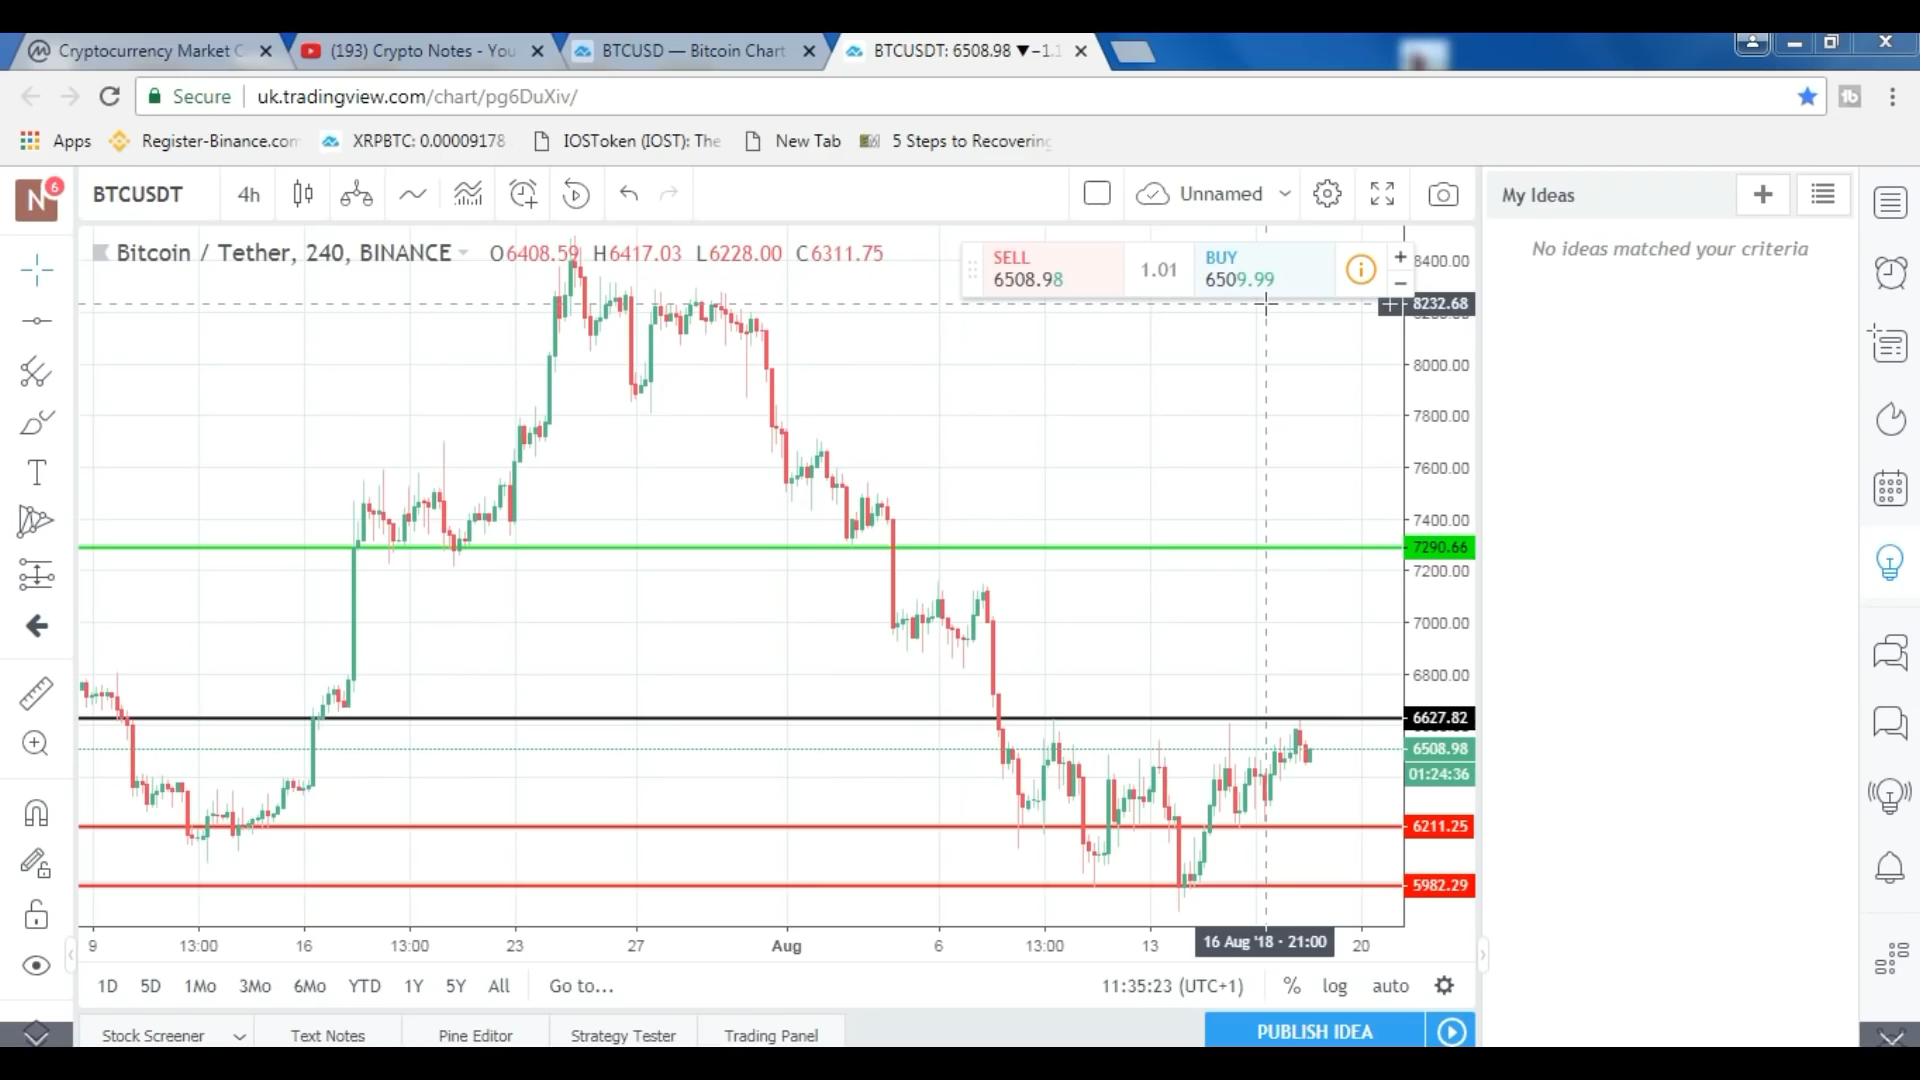 Cryptocurrency Market C
(193) Crypto Notes - You
BTCUSD — Bitcoin Chart
BTCUSDT: 6508.98 ▼−1.1
Secure
uk.tradingview.com/chart/pg6DuXiv/
Apps
Register-Binance.com
XRPBTC: 0.00009178
IOSToken (IOST): The
New Tab
5 Steps to Recovering
N
6
BTCUSDT
4h
Unnamed
My Ideas
No ideas matched your criteria
Bitcoin / Tether, 240, BINANCE
O6408.59 H6417.03 L6228.00 C6311.75
SELL
6508.98
1.01
BUY
6509.99
8400.00
8232.68
8000.00
7800.00
7600.00
7400.00
7290.66
7200.00
7000.00
6800.00
6627.82
6508.98
01:24:36
6211.25
5982.29
9
13:00
16
13:00
23
27
Aug
6
13:00
13
16 Aug '18 - 21:00
20
1D 5D 1Mo 3Mo 6Mo YTD 1Y 5Y All
Go to...
11:35:23 (UTC+1)
%
log
auto
Stock Screener
Text Notes
Pine Editor
Strategy Tester
Trading Panel
PUBLISH IDEA